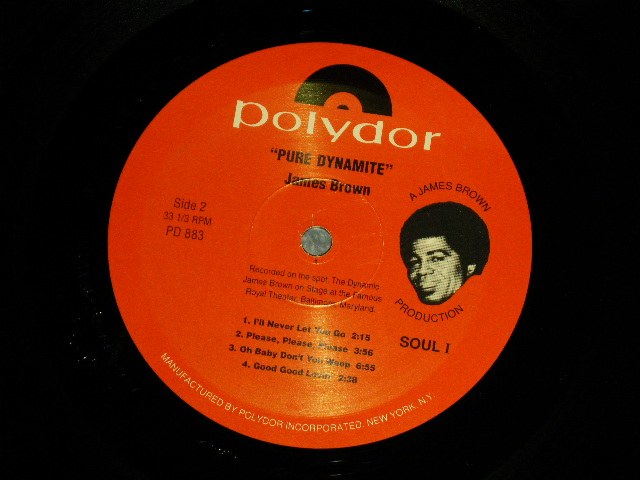 polydor
"PURE DYNAMITE"
James Brown
Side 2
33 1/3 RPM
PD 883
A JAMES BROWN
PRODUCTION
SOUL I
Recorded on the spot: The Dynamic
James Brown on Stage at the Famous
Royal Theater, Baltimore, Maryland.
1. I'll Never Let You Go 2:15
2. Please, Please, Please 3:56
3. Oh Baby Don't You Weep 6:55
4. Good Good Lovin' 2:38
MANUFACTURED BY POLYDOR INCORPORATED, NEW YORK, N.Y.